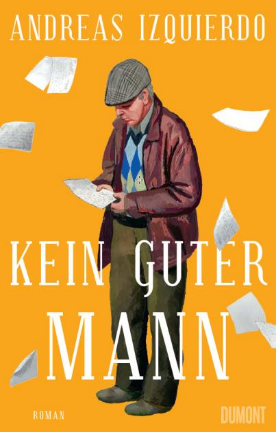 ANDREAS IZQUIERDO
KEIN GUTER
MANN
ROMAN
DUMONT